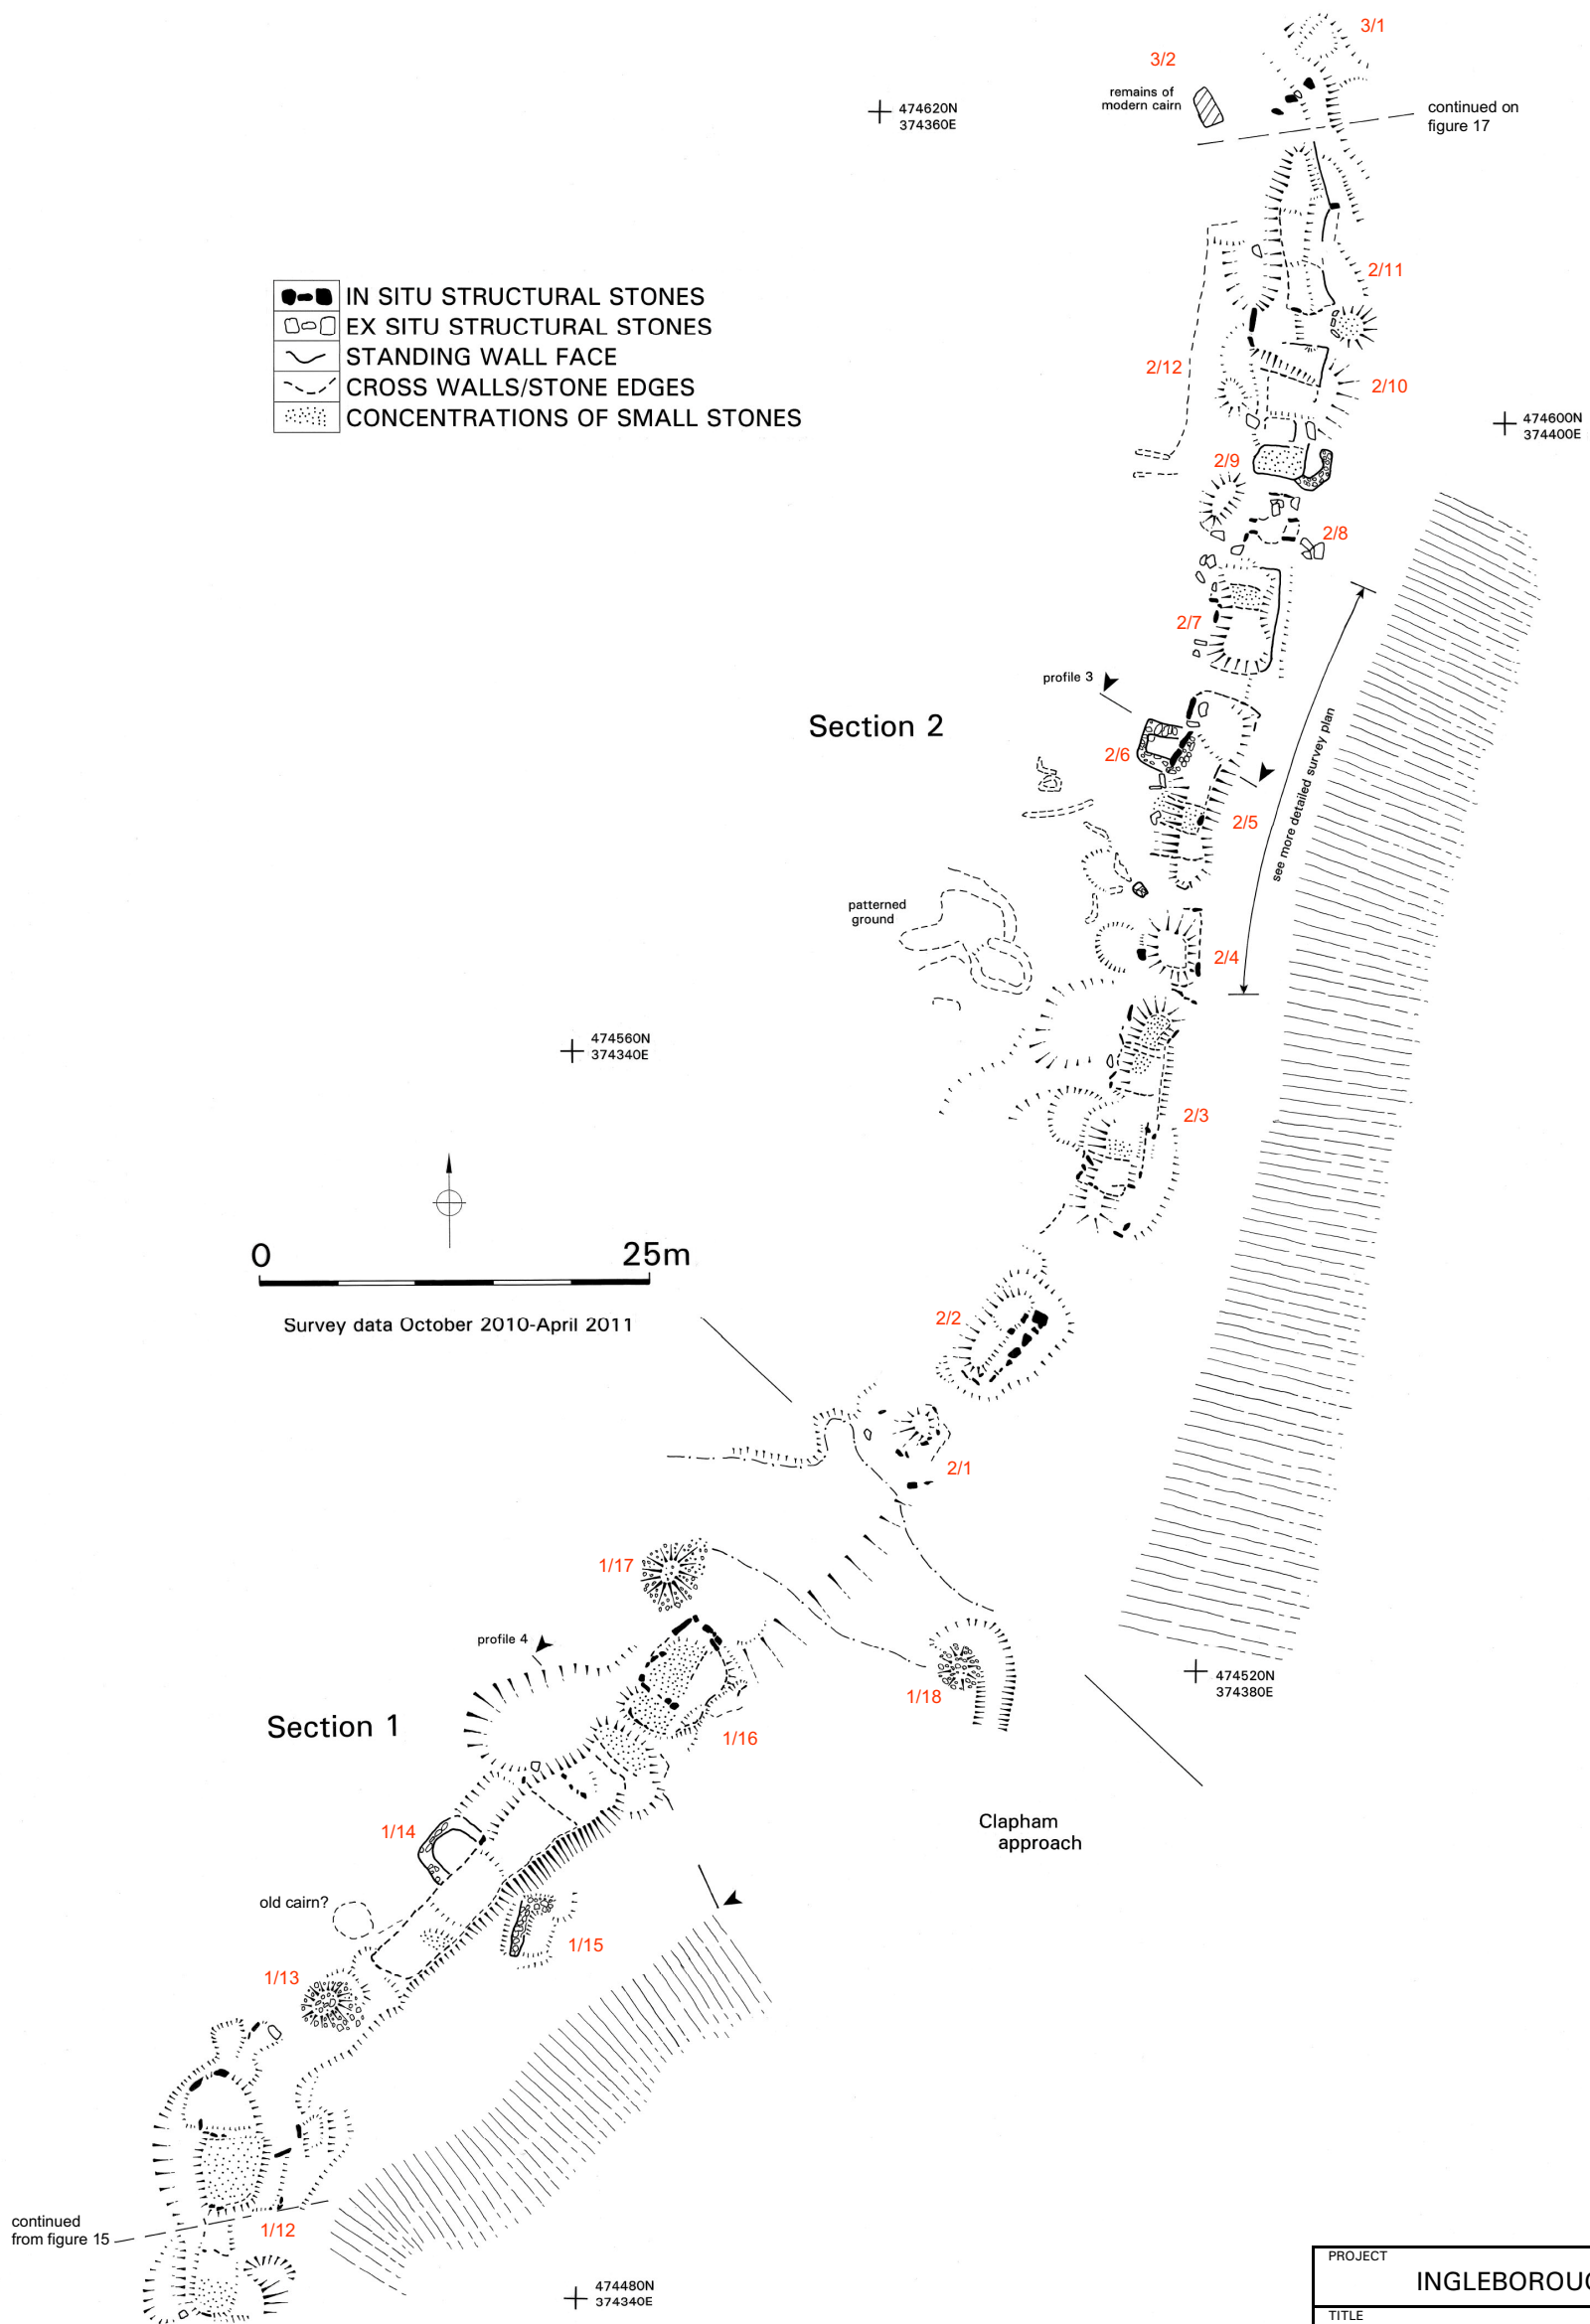 3/1
3/2
remains of
modern cairn
474620N
374360E
continued on
figure 17
2/11
IN SITU STRUCTURAL STONES
EX SITU STRUCTURAL STONES
STANDING WALL FACE
CROSS WALLS/STONE EDGES
CONCENTRATIONS OF SMALL STONES
2/12
2/10
474600N
374400E
2/9
2/8
2/7
profile 3
Section 2
2/6
see more detailed survey plan
2/5
patterned
ground
2/4
474560N
374340E
2/3
0 25m
Survey data October 2010-April 2011
2/2
2/1
1/17
profile 4
474520N
374380E
1/18
Section 1
1/16
Clapham
approach
1/14
old cairn?
1/15
1/13
continued
from figure 15
1/12
474480N
374340E
PROJECT
INGLEBOROUG
TITLE